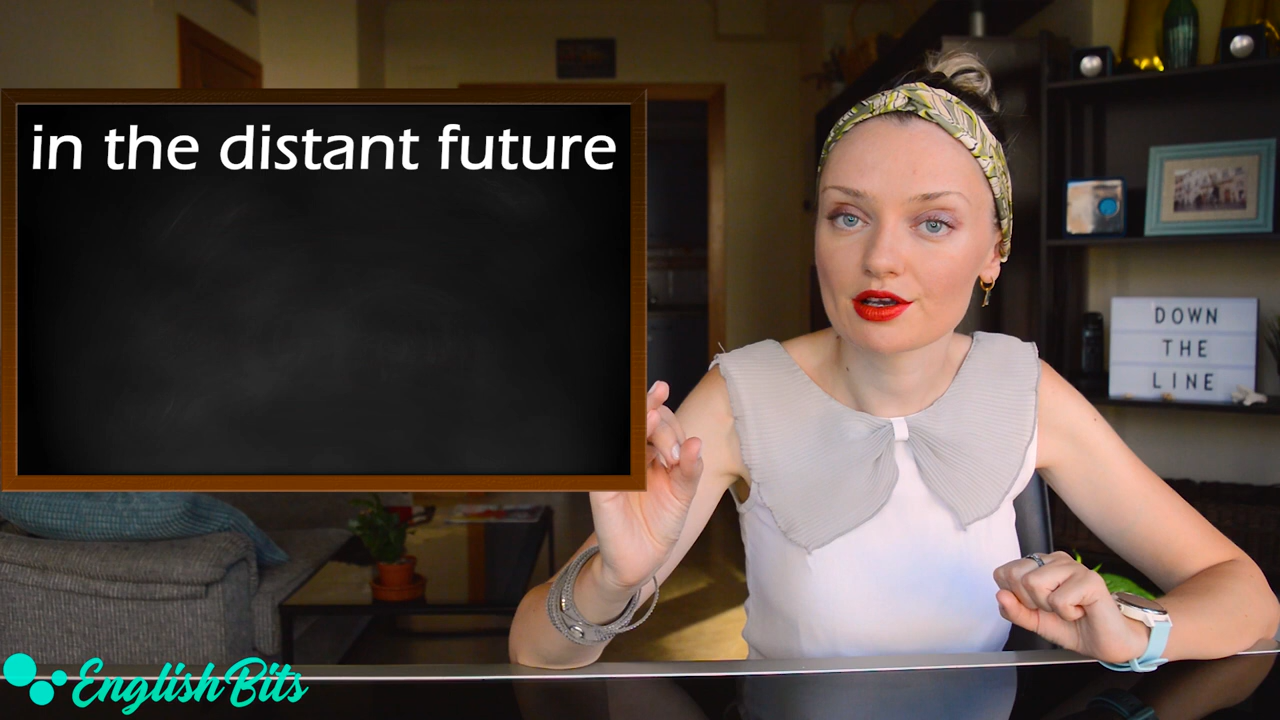 in the distant future
DOWN
THE
LINE
EnglishBits